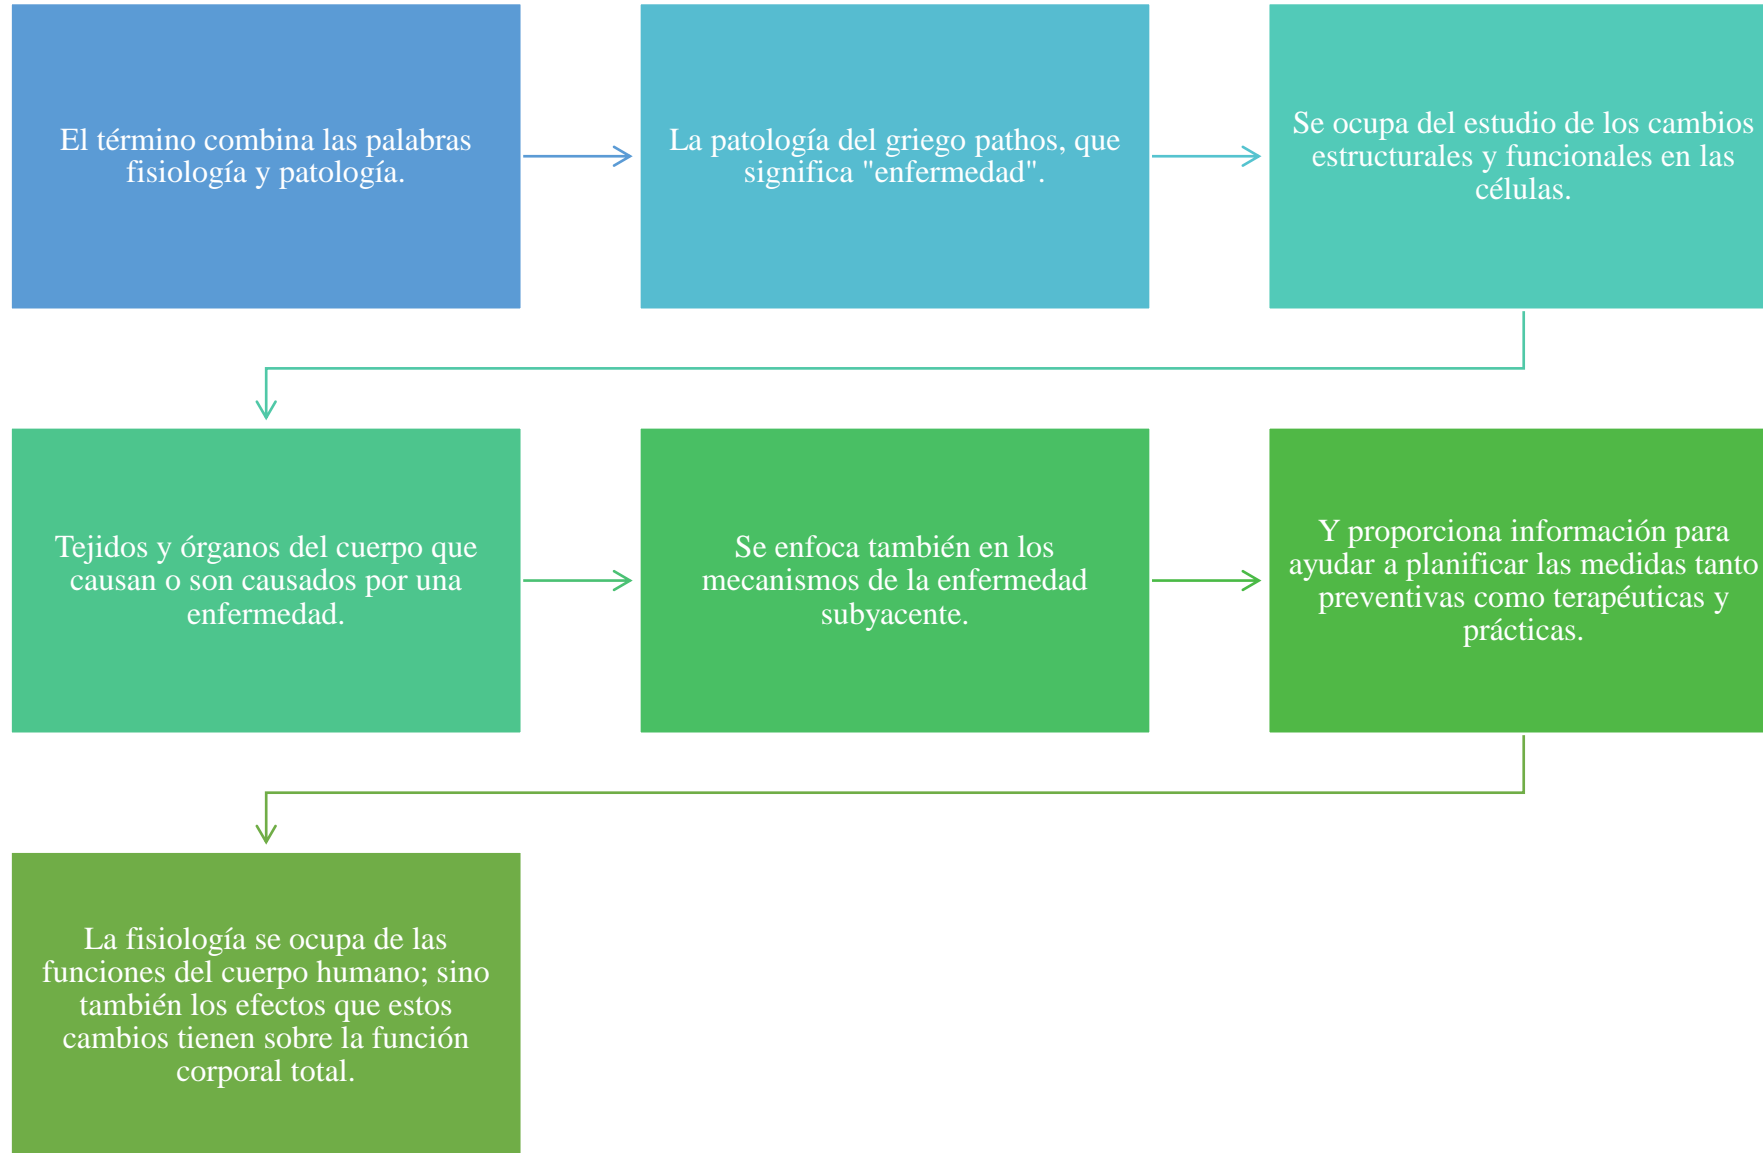 El término combina las palabras
fisiología y patología.
La patología del griego pathos, que
significa "enfermedad".
Se ocupa del estudio de los cambios
estructurales y funcionales en las
células.
Tejidos y órganos del cuerpo que
causan o son causados por una
enfermedad.
Se enfoca también en los
mecanismos de la enfermedad
subyacente.
Y proporciona información para
ayudar a planificar las medidas tanto
preventivas como terapéuticas y
prácticas.
La fisiología se ocupa de las
funciones del cuerpo humano; sino
también los efectos que estos
cambios tienen sobre la función
corporal total.